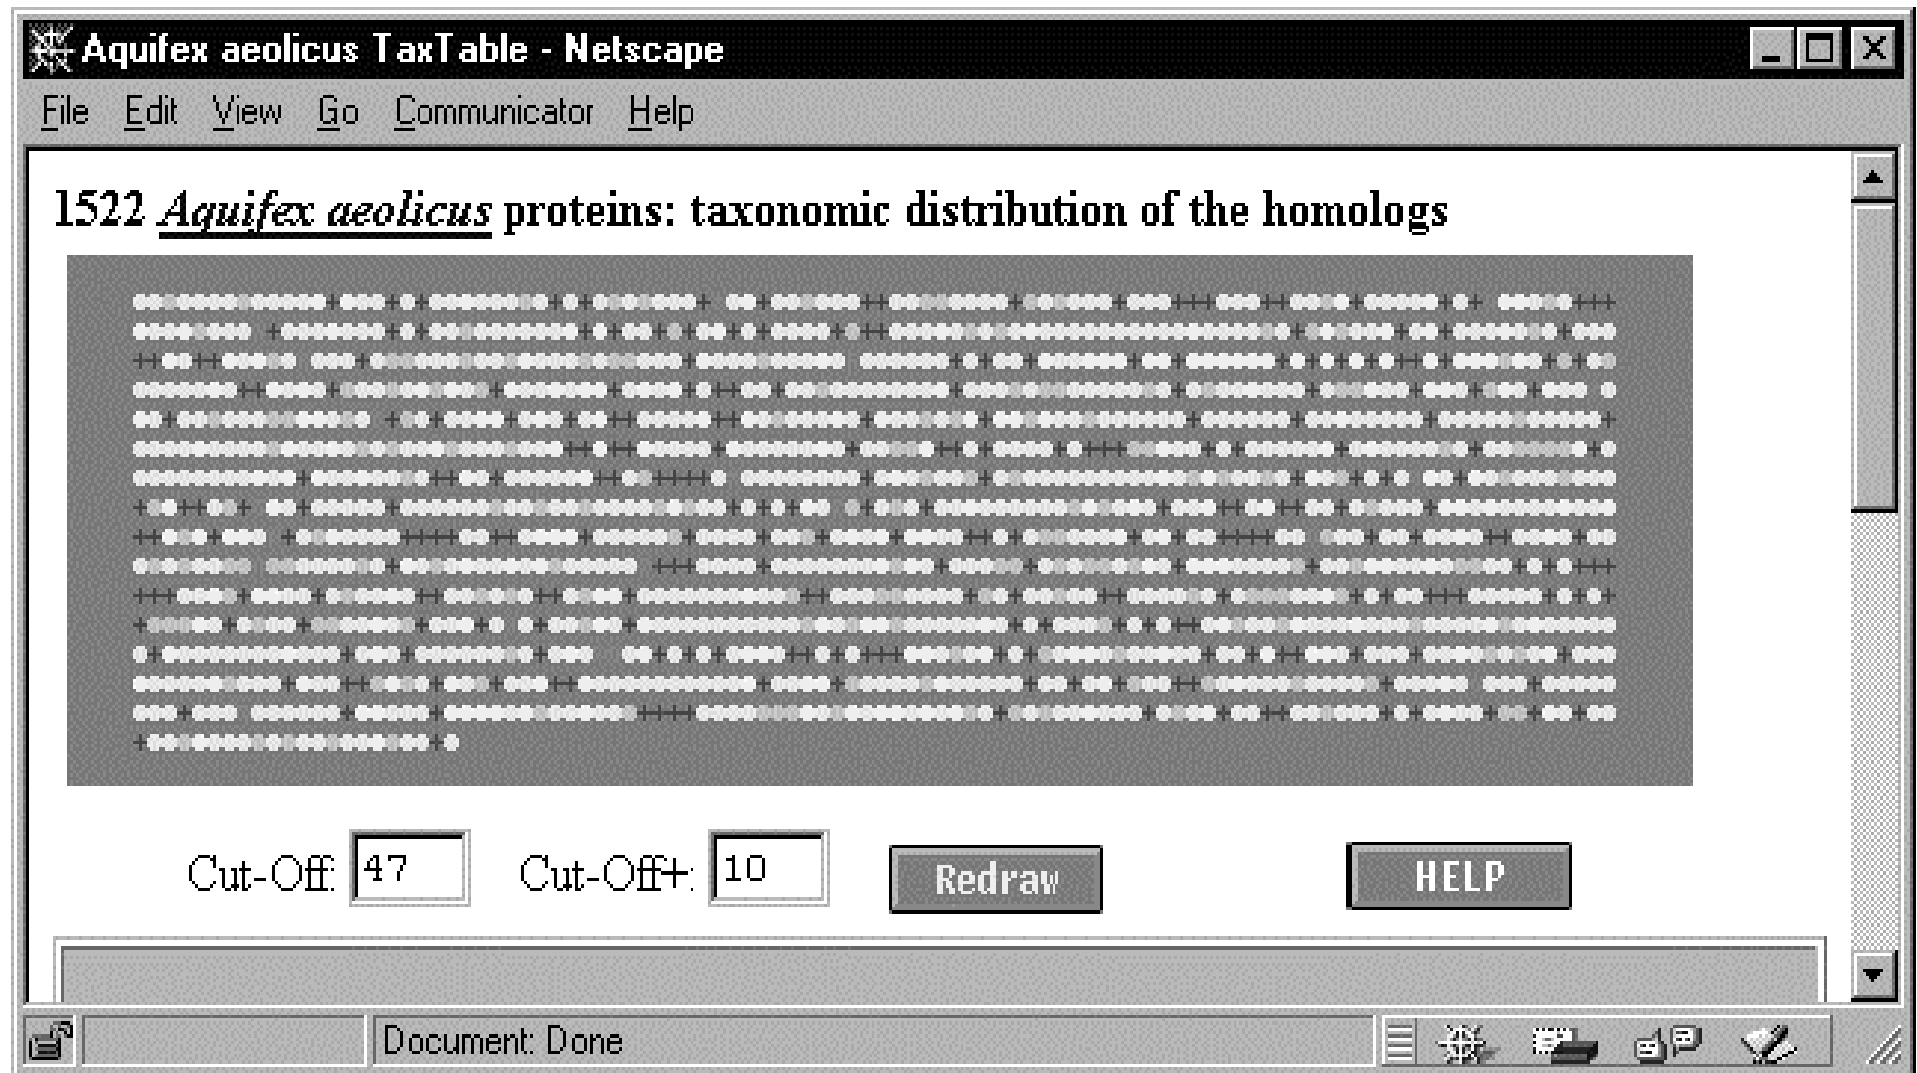 Aquifex aeolicus TaxTable - Netscape
File Edit View Go Communicator Help
1522 Aquifex aeolicus proteins: taxonomic distribution of the homologs
Cut-Off: 47 Cut-Off+: 10 Redraw HELP
Document: Done